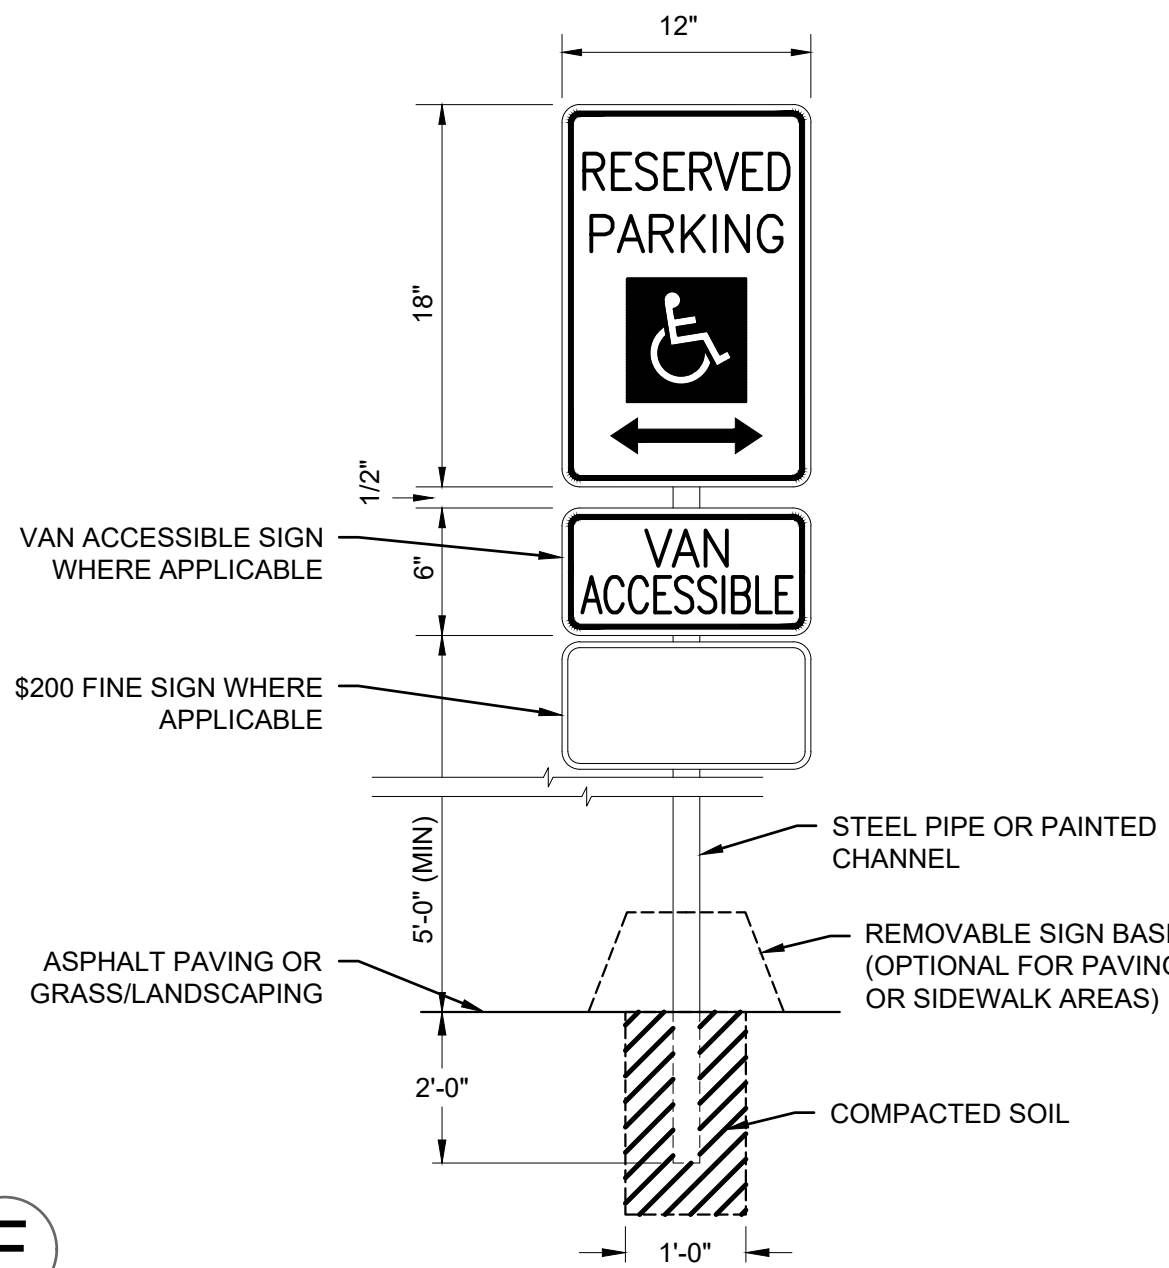 12"
RESERVED
PARKING
18"
1/2"
VAN ACCESSIBLE SIGN
WHERE APPLICABLE
6"
VAN
ACCESSIBLE
$200 FINE SIGN WHERE
APPLICABLE
5'-0" (MIN)
STEEL PIPE OR PAINTED
CHANNEL
ASPHALT PAVING OR
GRASS/LANDSCAPING
REMOVABLE SIGN BAS
(OPTIONAL FOR PAVING
OR SIDEWALK AREAS)
2'-0"
COMPACTED SOIL
1'-0"